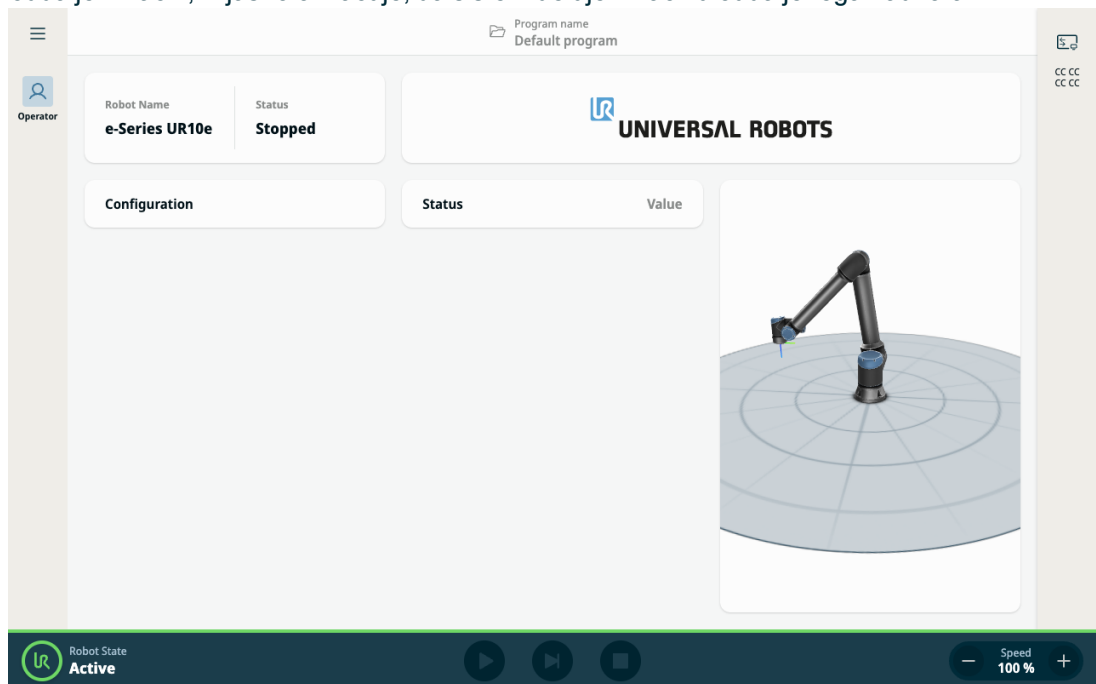 Program name
Default program
CC CC
CC CC
Operator
Robot Name
e-Series UR10e
Status
Stopped
UR
UNIVERSAL ROBOTS
Configuration
Status
Value
Robot State
Active
Speed
100 %